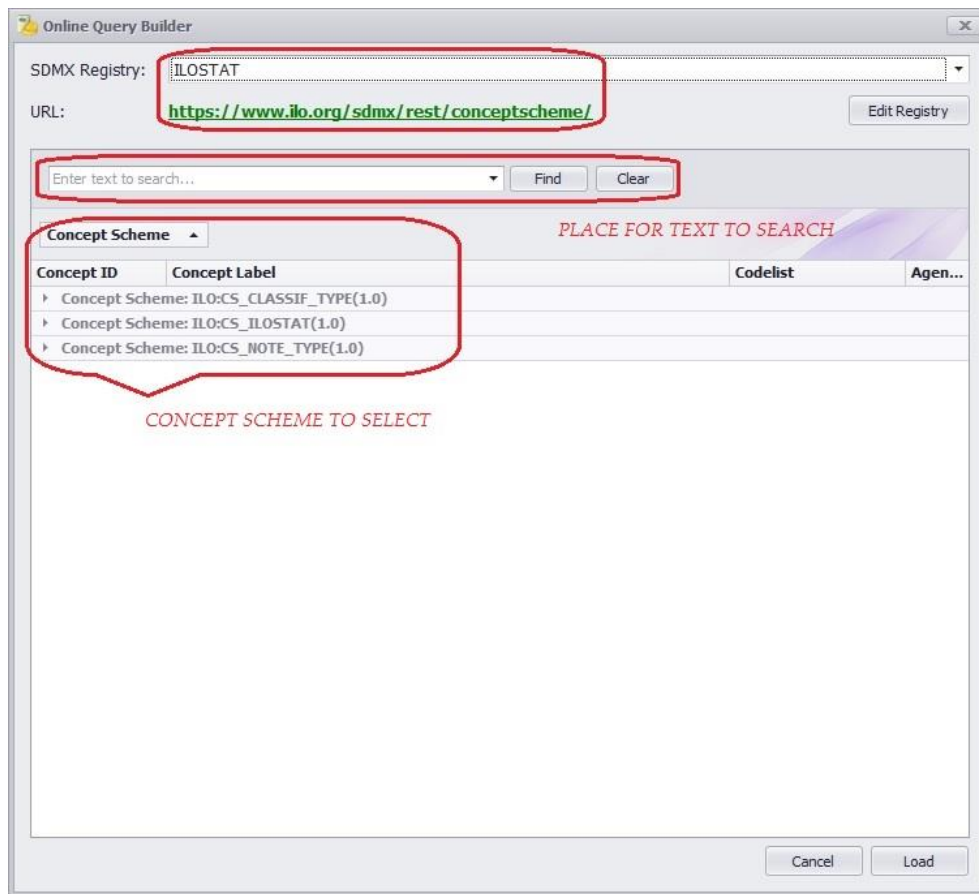 Online Query Builder
SDMX Registry: ILOSTAT
URL: https://www.ilo.org/sdmx/rest/conceptscheme/ Edit Registry
Enter text to search... Find Clear
Concept Scheme PLACE FOR TEXT TO SEARCH
Concept ID Concept Label Codelist Agen...
Concept Scheme: ILO:CS_CLASSIF_TYPE(1.0)
Concept Scheme: ILO:CS_ILOSTAT(1.0)
Concept Scheme: ILO:CS_NOTE_TYPE(1.0)
CONCEPT SCHEME TO SELECT
Cancel Load